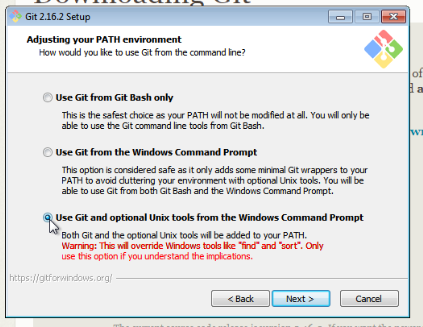 Downloading Git
Git 2.16.2 Setup
Adjusting your PATH environment
How would you like to use Git from the command line?
Use Git from Git Bash only
This is the safest choice as your PATH will not be modified at all. You will only be
able to use the Git command line tools from Git Bash.
Use Git from the Windows Command Prompt
This option is considered safe as it only adds some minimal Git wrappers to your
PATH to avoid cluttering your environment with optional Unix tools. You will be
able to use Git from both Git Bash and the Windows Command Prompt.
Use Git and optional Unix tools from the Windows Command Prompt
Both Git and the optional Unix tools will be added to your PATH.
Warning: This will override Windows tools like "find" and "sort". Only
use this option if you understand the implications.
https://gitforwindows.org/
< Back
Next >
Cancel
of